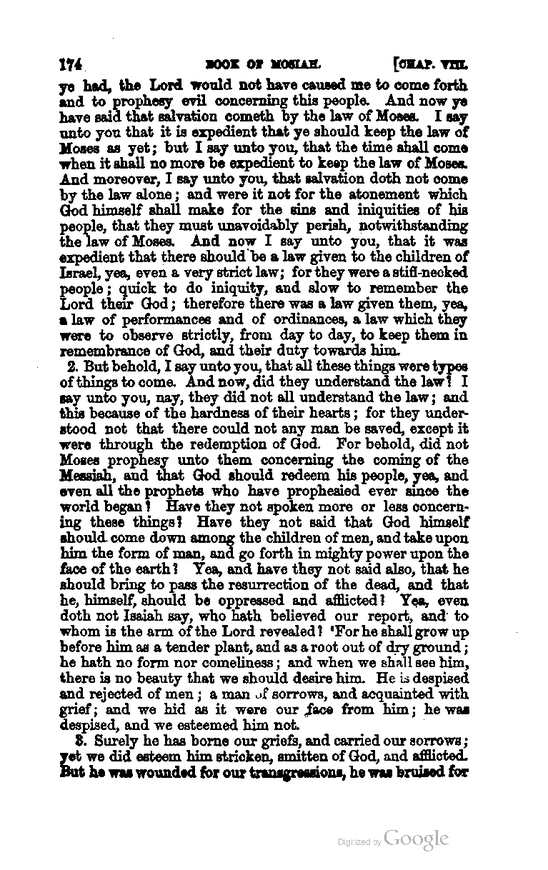 174 BOOK OF MOSIAH. [CHAP. VIII.
ye had, the Lord would not have caused me to come forth
and to prophesy evil concerning this people. And now ye
have said that salvation cometh by the law of Moses. I say
unto you that it is expedient that ye should keep the law of
Moses as yet; but I say unto you, that the time shall come
when it shall no more be expedient to keep the law of Moses.
And moreover, I say unto you, that salvation doth not come
by the law alone; and were it not for the atonement which
God himself shall make for the sins and iniquities of his
people, that they must unavoidably perish, notwithstanding
the law of Moses. And now I say unto you, that it was
expedient that there should be a law given to the children of
Israel, yea, even a very strict law; for they were a stiff-necked
people; quick to do iniquity, and slow to remember the
Lord their God; therefore there was a law given them, yea,
a law of performances and of ordinances, a law which they
were to observe strictly, from day to day, to keep them in
remembrance of God, and their duty towards him.
2. But behold, I say unto you, that all these things were types
of things to come. And now, did they understand the law? I
say unto you, nay, they did not all understand the law; and
this because of the hardness of their hearts; for they under-
stood not that there could not any man be saved, except it
were through the redemption of God. For behold, did not
Moses prophesy unto them concerning the coming of the
Messiah, and that God should redeem his people, yea, and
even all the prophets who have prophesied ever since the
world began? Have they not spoken more or less concern-
ing these things? Have they not said that God himself
should come down among the children of men, and take upon
him the form of man, and go forth in mighty power upon the
face of the earth? Yea, and have they not said also, that he
should bring to pass the resurrection of the dead, and that
he, himself, should be oppressed and afflicted? Yea, even
doth not Isaiah say, who hath believed our report, and to
whom is the arm of the Lord revealed? For he shall grow up
before him as a tender plant, and as a root out of dry ground;
he hath no form nor comeliness; and when we shall see him,
there is no beauty that we should desire him. He is despised
and rejected of men; a man of sorrows, and acquainted with
grief; and we hid as it were our face from him; he was
despised, and we esteemed him not.
3. Surely he has borne our griefs, and carried our sorrows;
yet we did esteem him stricken, smitten of God, and afflicted.
But he was wounded for our transgressions, he was bruised for
Digitized by Google